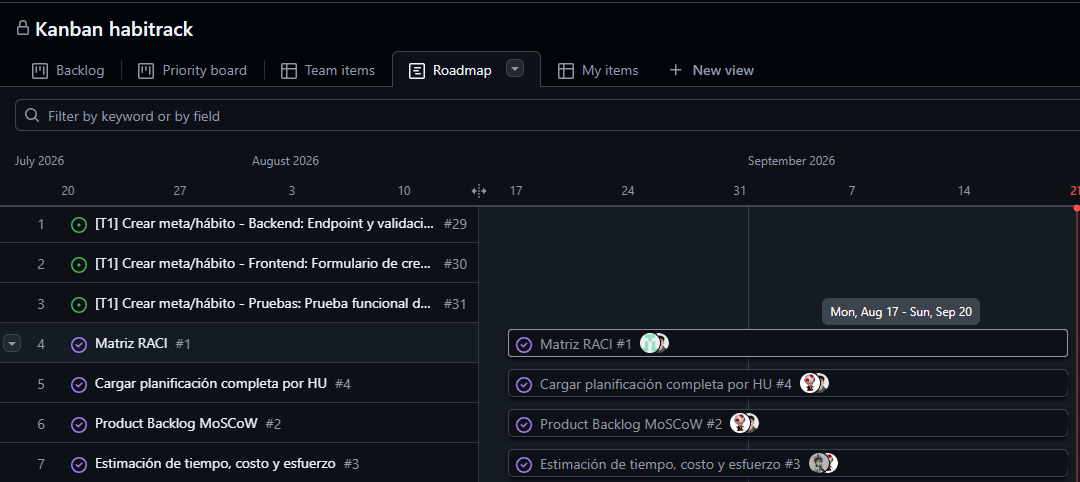 Kanban habitrack
Backlog Priority board Team items Roadmap My items + New view
Filter by keyword or by field
July 2026 August 2026 September 2026
20 27 3 10 17 24 31 7 14 21
1 [T1] Crear meta/hábito - Backend: Endpoint y validaci... #29
2 [T1] Crear meta/hábito - Frontend: Formulario de cre... #30
3 [T1] Crear meta/hábito - Pruebas: Prueba funcional d... #31
Mon, Aug 17 - Sun, Sep 20
4 Matriz RACI #1 Matriz RACI #1
5 Cargar planificación completa por HU #4 Cargar planificación completa por HU #4
6 Product Backlog MoSCoW #2 Product Backlog MoSCoW #2
7 Estimación de tiempo, costo y esfuerzo #3 Estimación de tiempo, costo y esfuerzo #3